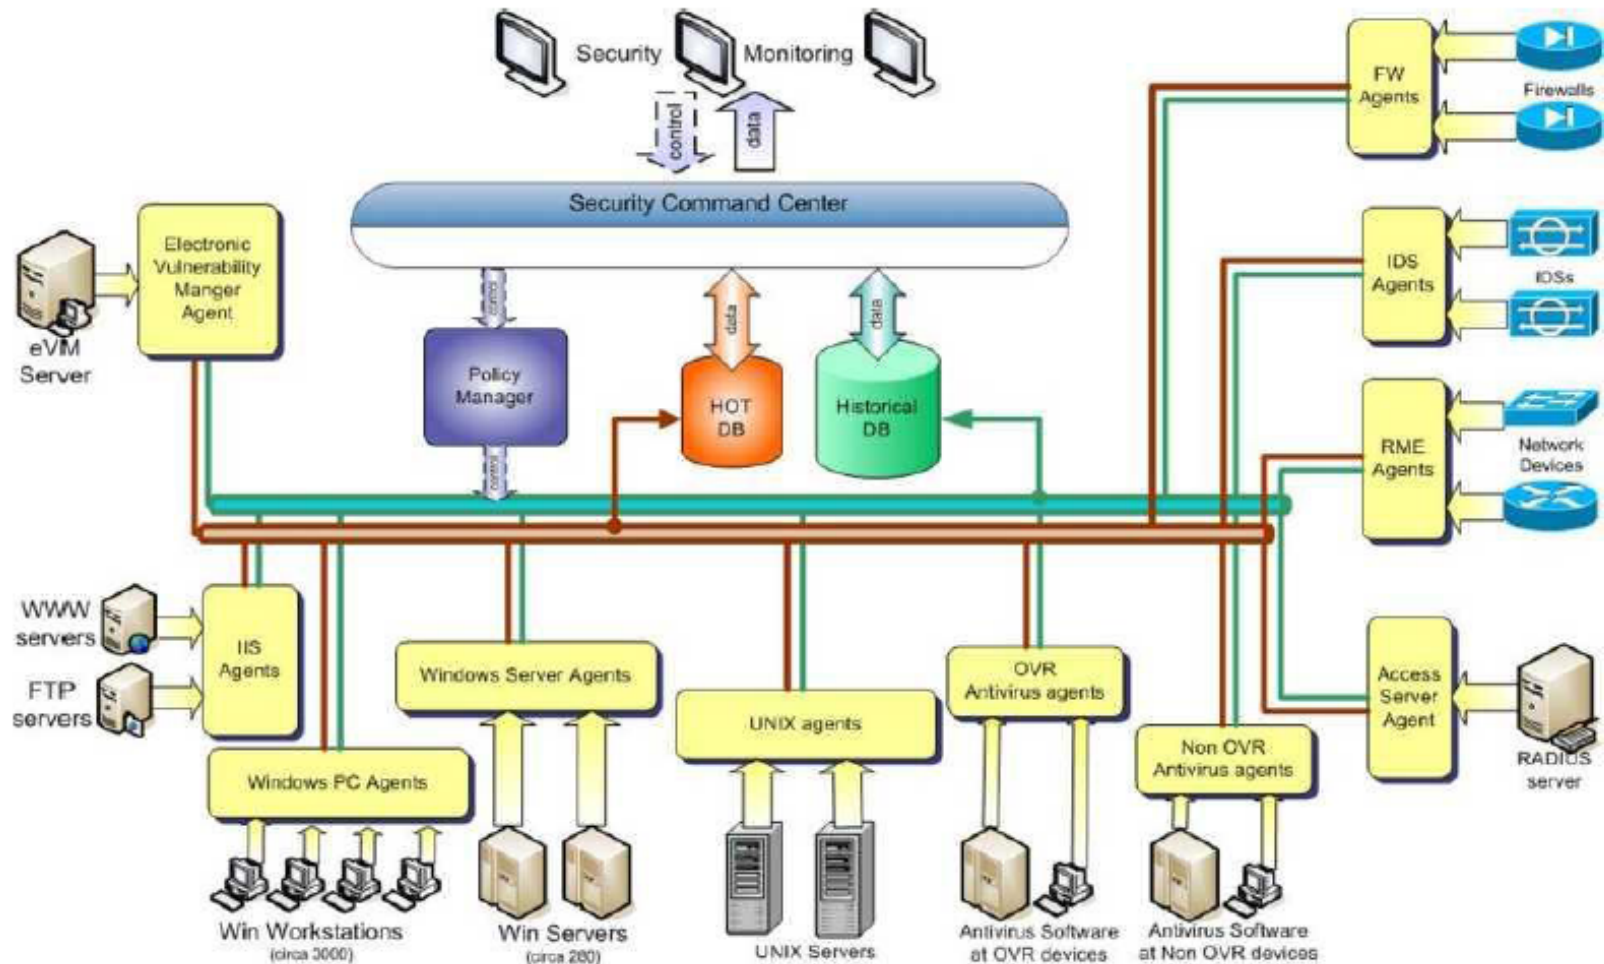 Security Monitoring
control
data
Security Command Center
FW
Agents
Firewalls
Electronic
Vulnerability
Manger
Agent
eVIM
Server
control
data
data
IDS
Agents
IDSs
Policy
Manager
HOT
DB
Historical
DB
control
RME
Agents
Network
Devices
WWW
servers
FTP
servers
IIS
Agents
Windows Server Agents
UNIX agents
OVR
Antivirus agents
Non OVR
Antivirus agents
Access
Server
Agent
RADIUS
server
Windows PC Agents
Win Workstations
(circa 3000)
Win Servers
(circa 280)
UNIX Servers
Antivirus Software
at OVR devices
Antivirus Software
at Non OVR devices